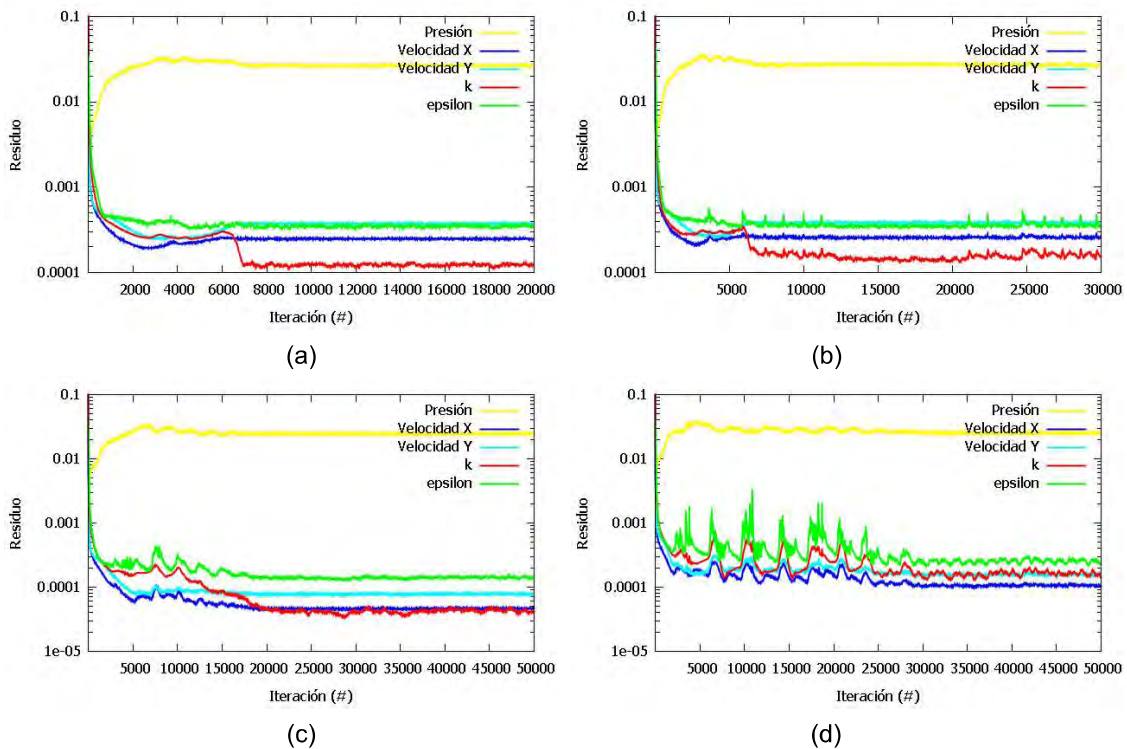 0.1
0.01
0.001
0.0001
Residuo
Presión
Velocidad X
Velocidad Y
k
epsilon
2000 4000 6000 8000 10000 12000 14000 16000 18000 20000
Iteración (#)
(a)
0.1
0.01
0.001
0.0001
Residuo
Presión
Velocidad X
Velocidad Y
k
epsilon
5000 10000 15000 20000 25000 30000
Iteración (#)
(b)
0.1
0.01
0.001
0.0001
1e-05
Residuo
Presión
Velocidad X
Velocidad Y
k
epsilon
5000 10000 15000 20000 25000 30000 35000 40000 45000 50000
Iteración (#)
(c)
0.1
0.01
0.001
0.0001
1e-05
Residuo
Presión
Velocidad X
Velocidad Y
k
epsilon
5000 10000 15000 20000 25000 30000 35000 40000 45000 50000
Iteración (#)
(d)